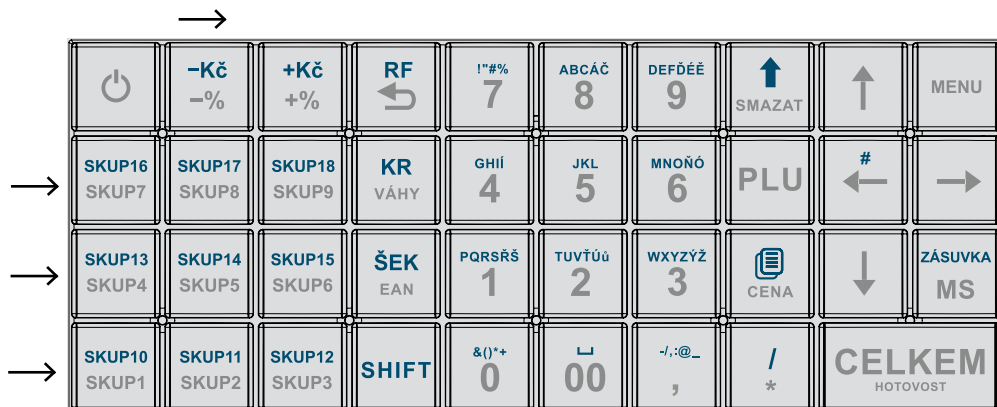 −Kč
−%
+Kč
+%
RF
!"#%
7
ABCÁČ
8
DEFĎÉĚ
9
SMAZAT
MENU
SKUP16
SKUP7
SKUP17
SKUP8
SKUP18
SKUP9
KR
VÁHY
GHIÍ
4
JKL
5
MNOŇÓ
6
PLU
#
SKUP13
SKUP4
SKUP14
SKUP5
SKUP15
SKUP6
ŠEK
EAN
PQRSŘŠ
1
TUVŤÚů
2
WXYZÝŽ
3
CENA
ZÁSUVKA
MS
SKUP10
SKUP1
SKUP11
SKUP2
SKUP12
SKUP3
SHIFT
&()*+
0
00
-/,:@_
,
/
*
CELKEM
HOTOVOST